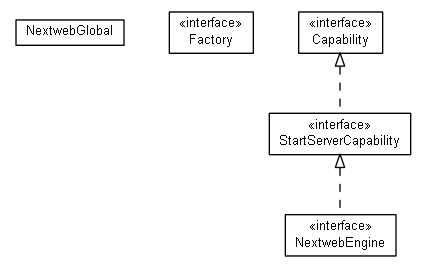 NextwebGlobal
«interface»
Factory
«interface»
Capability
«interface»
StartServerCapability
«interface»
NextwebEngine